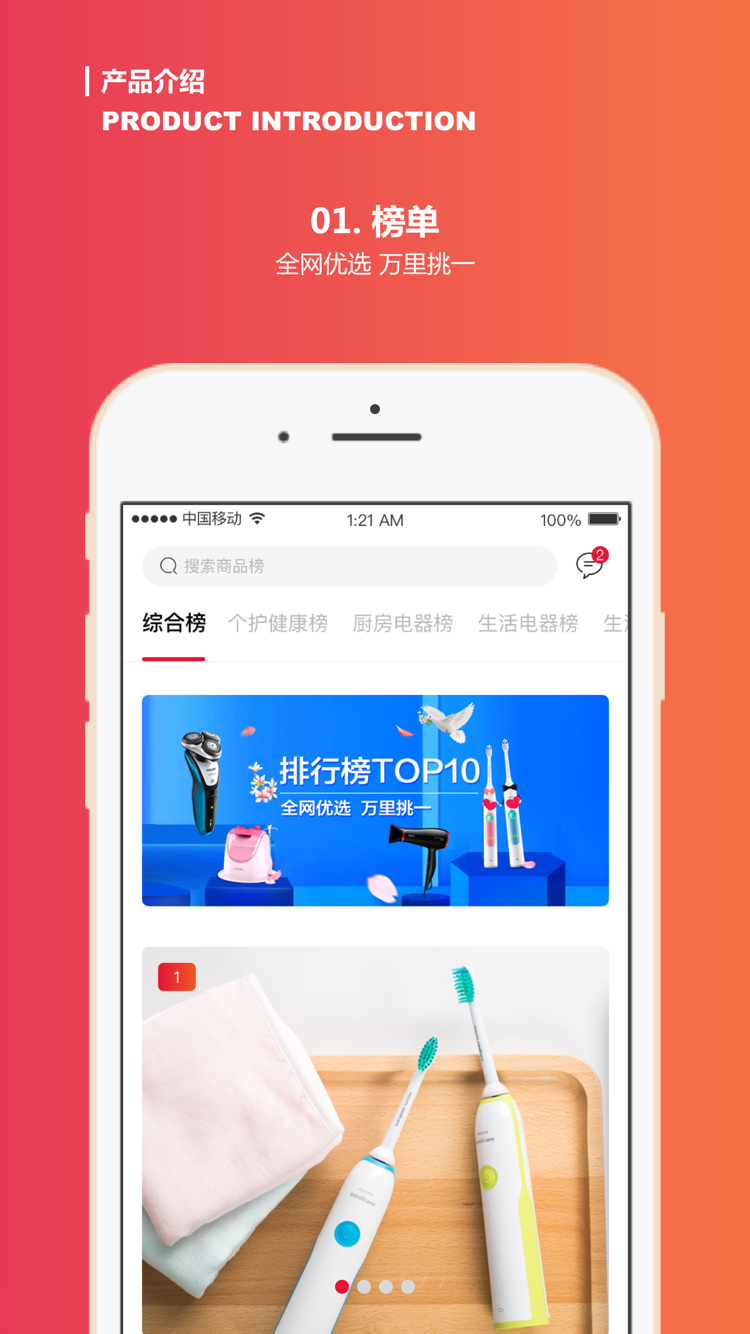 产品介绍
PRODUCT INTRODUCTION
01. 榜单
全网优选 万里挑一
中国移动
1:21 AM
100%
搜索商品榜
2
综合榜 个护健康榜 厨房电器榜 生活电器榜 生
排行榜TOP10
全网优选 万里挑一
1
sonicare
sonicare